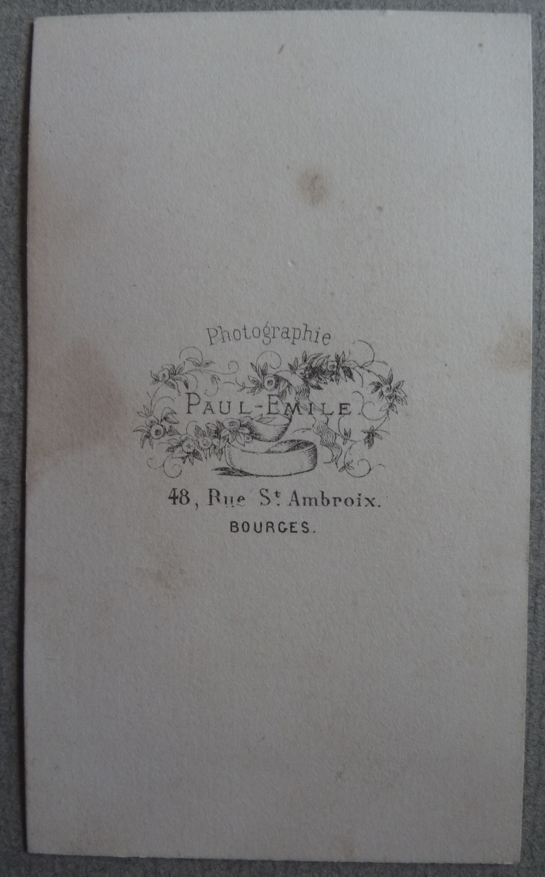 Photographie
PAUL-EMILE
48, Rue St Ambroix.
BOURGES.